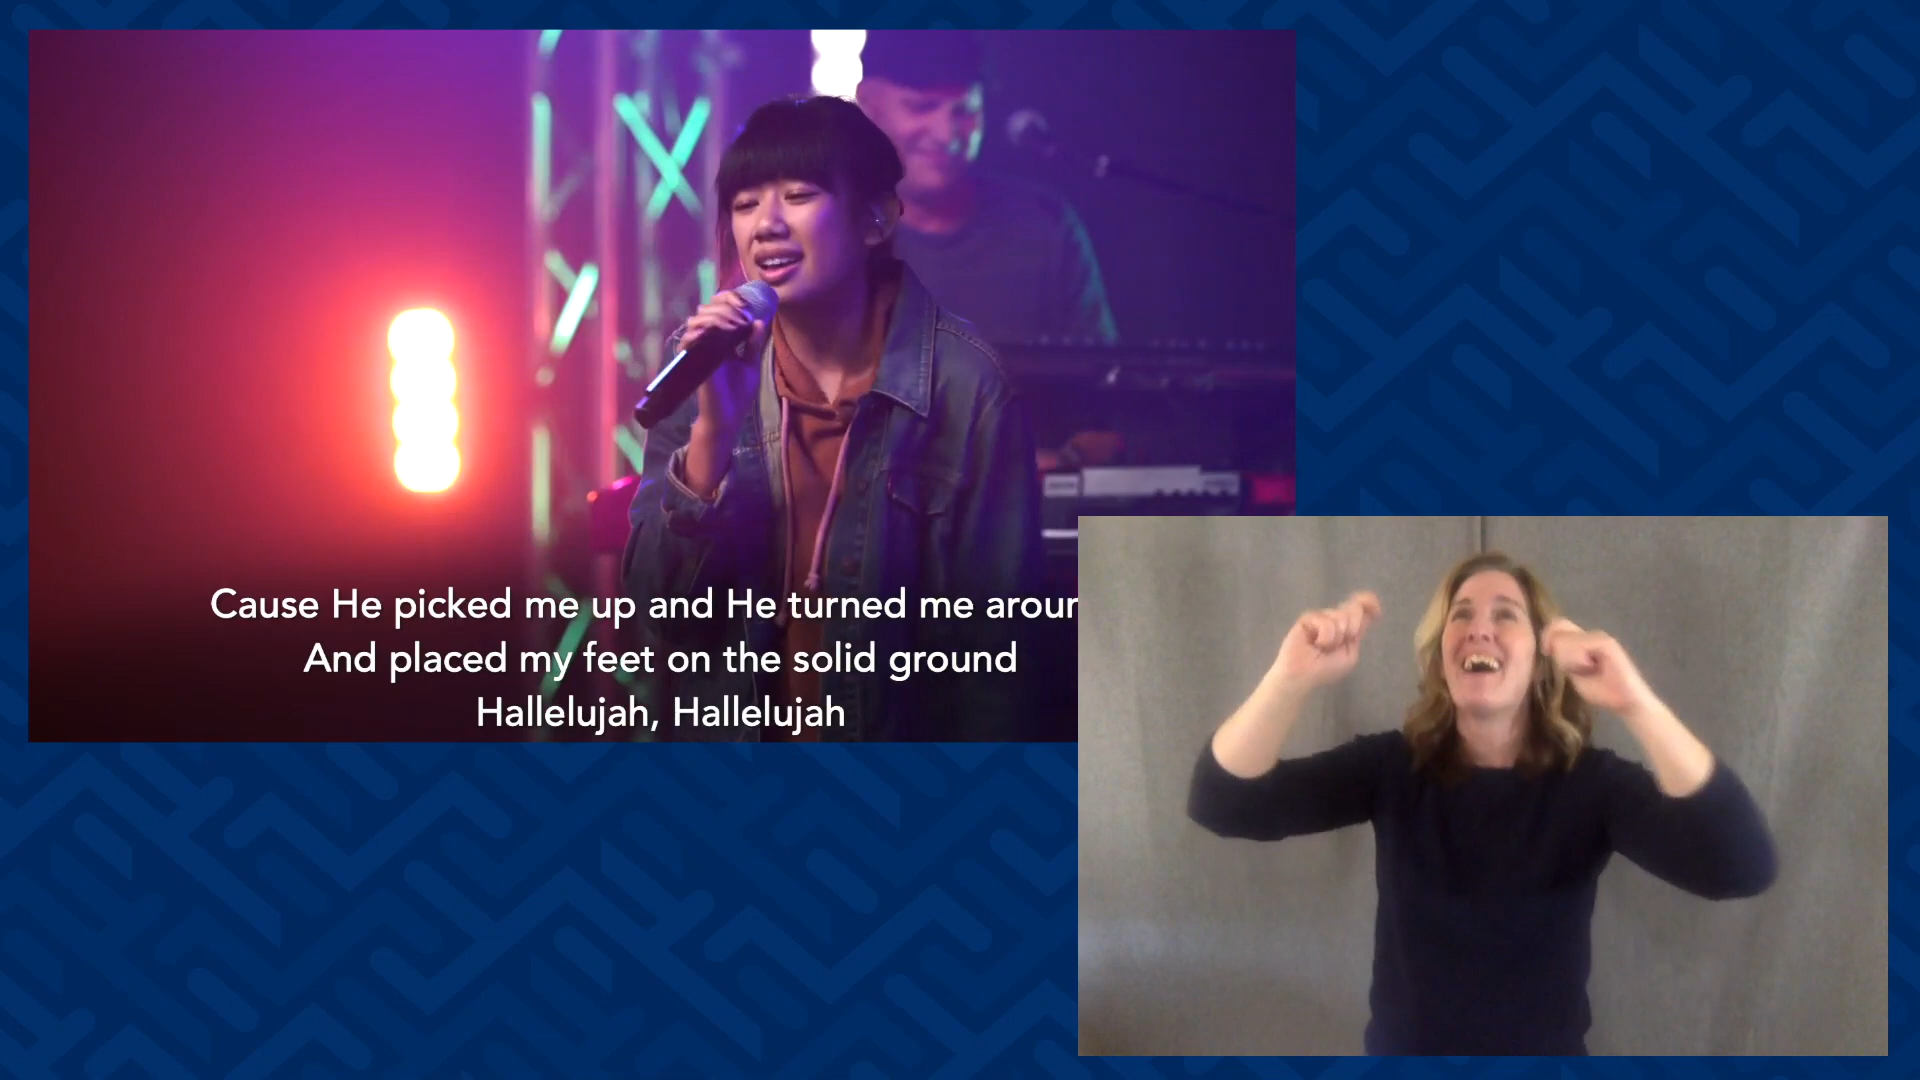 Cause He picked me up and He turned me aroun
And placed my feet on the solid ground
Hallelujah, Hallelujah